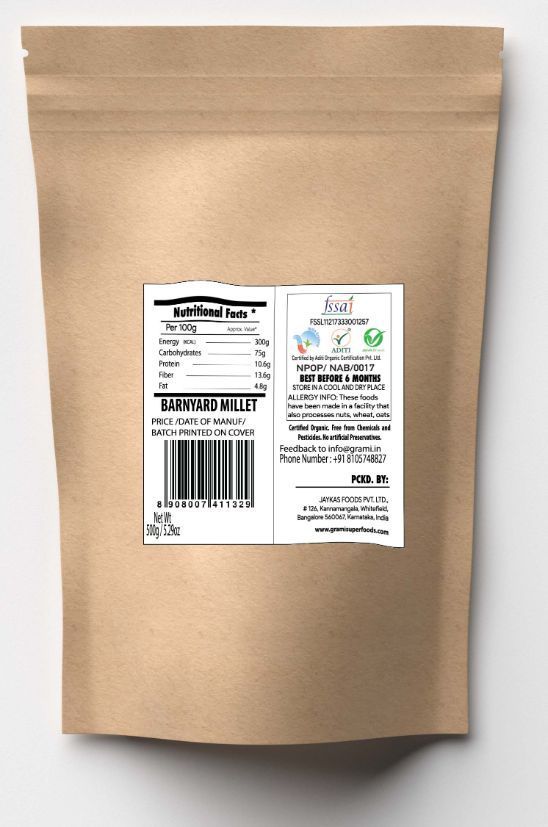 Nutritional Facts *
Per 100g Approx. Value*
Energy (KCAL) 300g
Carbohydrates 75g
Protein 10.6g
Fiber 13.6g
Fat 4.8g
BARNYARD MILLET
PRICE /DATE OF MANUF/
BATCH PRINTED ON COVER
8 908007 411329
Net Wt
500g / 5.29oz
fssai
FSSL11217333001257
ADITI
Certified by Aditi Organic Certification Pvt. Ltd.
NPOP/ NAB/0017
BEST BEFORE 6 MONTHS
STORE IN A COOL AND DRY PLACE
ALLERGY INFO: These foods
have been made in a facility that
also processes nuts, wheat, oats
Certified Organic. Free from Chemicals and
Pesticides. No artificial Preservatives.
Feedback to info@grami.in
Phone Number : +91 8105748827
PCKD. BY:
JAYKAS FOODS PVT. LTD.,
# 126, Kannamangala, Whitefield,
Bangalore 560067, Karnataka, India
www.gramisuperfoods.com